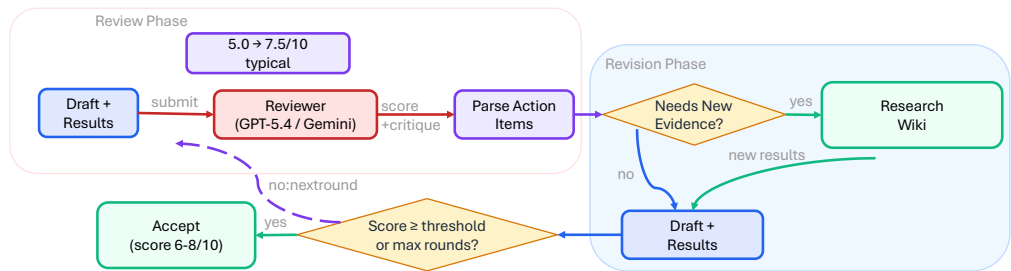 Review Phase
5.0 → 7.5/10
typical
Draft +
Results
submit
Reviewer
(GPT-5.4 / Gemini)
score
+critique
Parse Action
Items
Revision Phase
Needs New
Evidence?
yes
Research
Wiki
new results
no
Draft +
Results
Score ≥ threshold
or max rounds?
no:nextround
yes
Accept
(score 6-8/10)